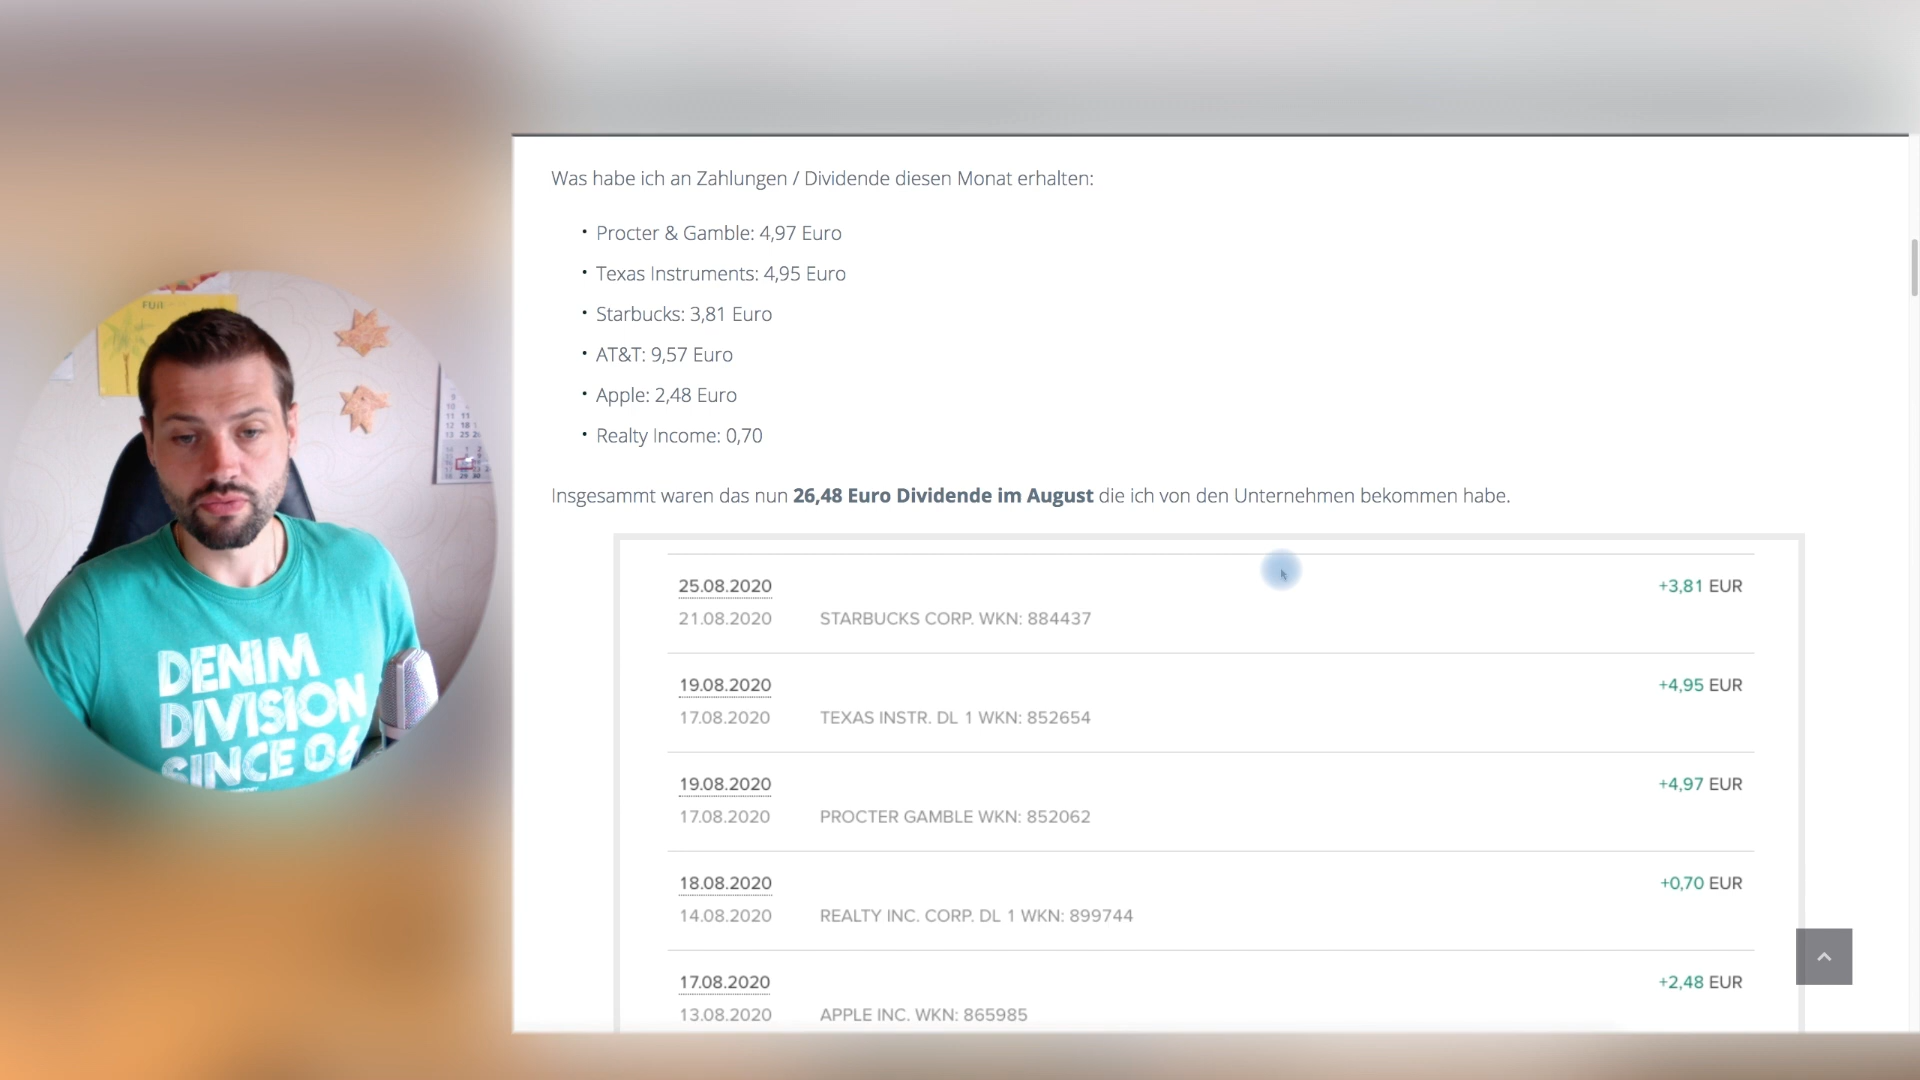 Was habe ich an Zahlungen / Dividende diesen Monat erhalten:
• Procter & Gamble: 4,97 Euro
• Texas Instruments: 4,95 Euro
• Starbucks: 3,81 Euro
• AT&T: 9,57 Euro
• Apple: 2,48 Euro
• Realty Income: 0,70
Insgesammt waren das nun 26,48 Euro Dividende im August die ich von den Unternehmen bekommen habe.
25.08.2020 +3,81 EUR
21.08.2020 STARBUCKS CORP. WKN: 884437
19.08.2020 +4,95 EUR
17.08.2020 TEXAS INSTR. DL 1 WKN: 852654
19.08.2020 +4,97 EUR
17.08.2020 PROCTER GAMBLE WKN: 852062
18.08.2020 +0,70 EUR
14.08.2020 REALTY INC. CORP. DL 1 WKN: 899744
17.08.2020 +2,48 EUR
13.08.2020 APPLE INC. WKN: 865985
DENIM
DIVISION
SINCE 06